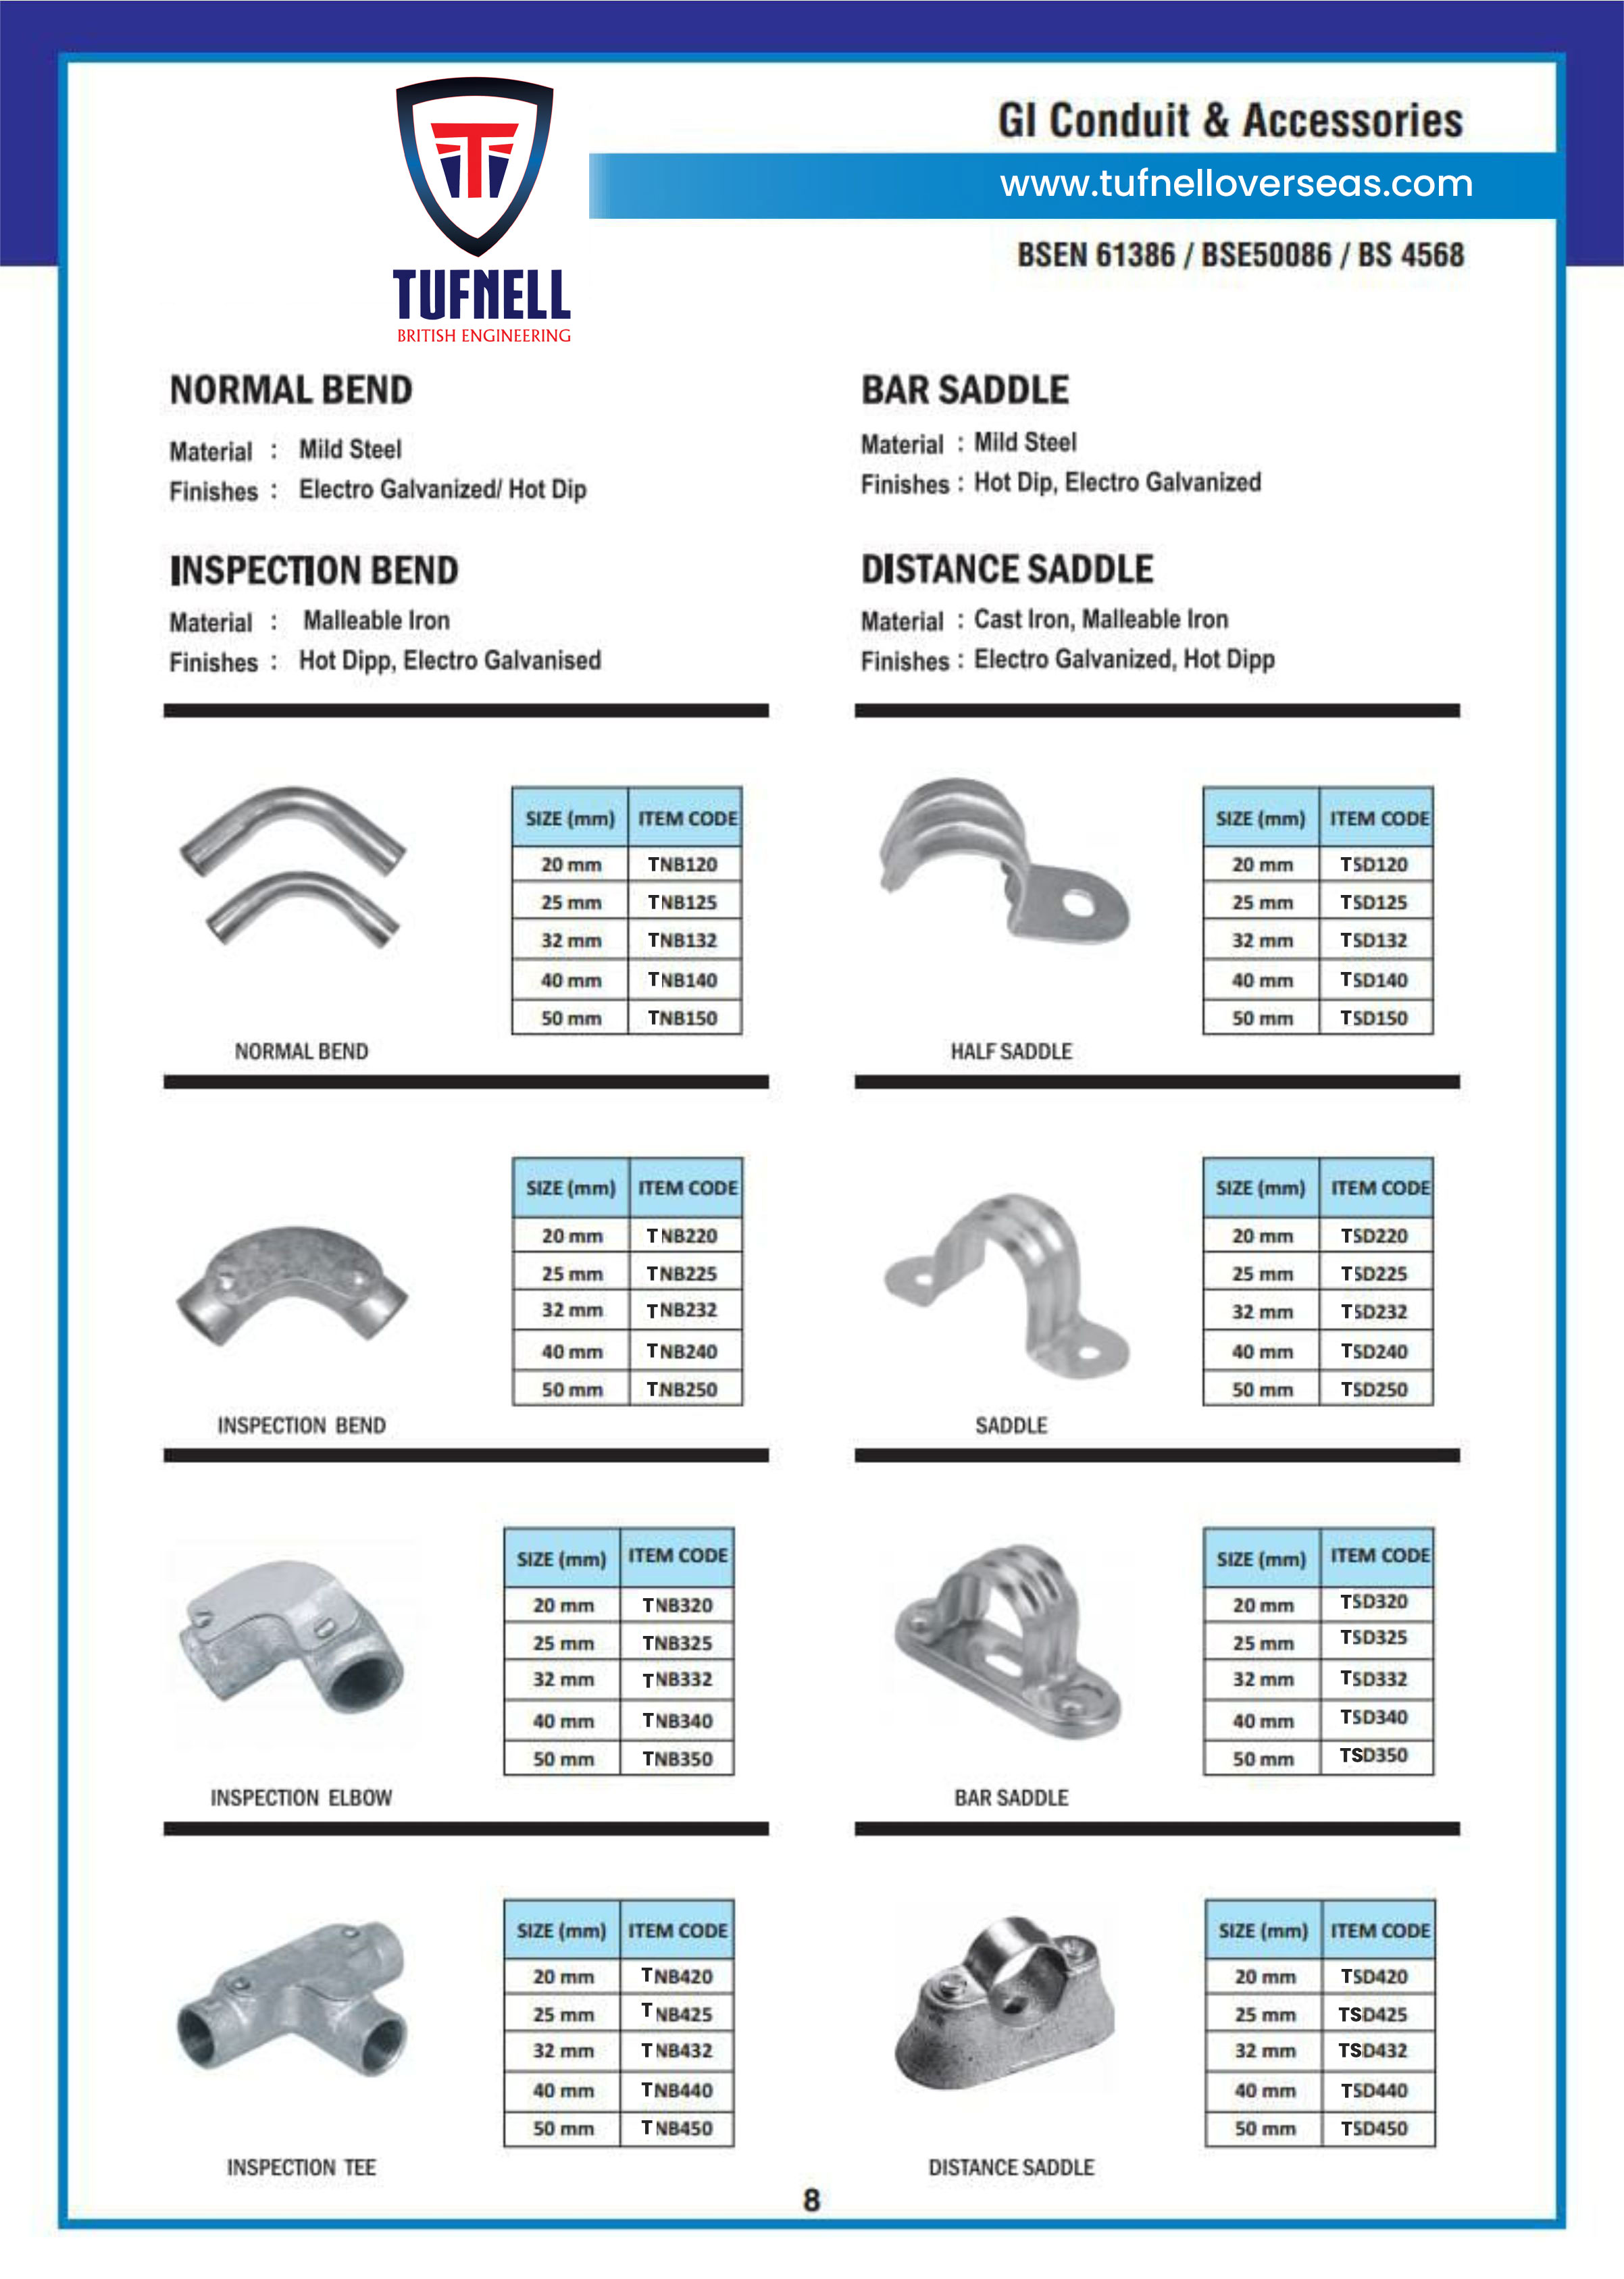 TUFNELL
BRITISH ENGINEERING
GI Conduit & Accessories
www.tufnelloverseas.com
BSEN 61386 / BSE50086 / BS 4568
NORMAL BEND
Material : Mild Steel
Finishes : Electro Galvanized/ Hot Dip
INSPECTION BEND
Material : Malleable Iron
Finishes : Hot Dipp, Electro Galvanised
BAR SADDLE
Material : Mild Steel
Finishes : Hot Dip, Electro Galvanized
DISTANCE SADDLE
Material : Cast Iron, Malleable Iron
Finishes : Electro Galvanized, Hot Dipp
SIZE (mm) ITEM CODE
20 mm TNB120
25 mm TNB125
32 mm TNB132
40 mm TNB140
50 mm TNB150
NORMAL BEND
SIZE (mm) ITEM CODE
20 mm TSD120
25 mm TSD125
32 mm TSD132
40 mm TSD140
50 mm TSD150
HALF SADDLE
SIZE (mm) ITEM CODE
20 mm TNB220
25 mm TNB225
32 mm TNB232
40 mm TNB240
50 mm TNB250
INSPECTION BEND
SIZE (mm) ITEM CODE
20 mm TSD220
25 mm TSD225
32 mm TSD232
40 mm TSD240
50 mm TSD250
SADDLE
SIZE (mm) ITEM CODE
20 mm TNB320
25 mm TNB325
32 mm TNB332
40 mm TNB340
50 mm TNB350
INSPECTION ELBOW
SIZE (mm) ITEM CODE
20 mm TSD320
25 mm TSD325
32 mm TSD332
40 mm TSD340
50 mm TSD350
BAR SADDLE
SIZE (mm) ITEM CODE
20 mm TNB420
25 mm TNB425
32 mm TNB432
40 mm TNB440
50 mm TNB450
INSPECTION TEE
SIZE (mm) ITEM CODE
20 mm TSD420
25 mm TSD425
32 mm TSD432
40 mm TSD440
50 mm TSD450
DISTANCE SADDLE
8